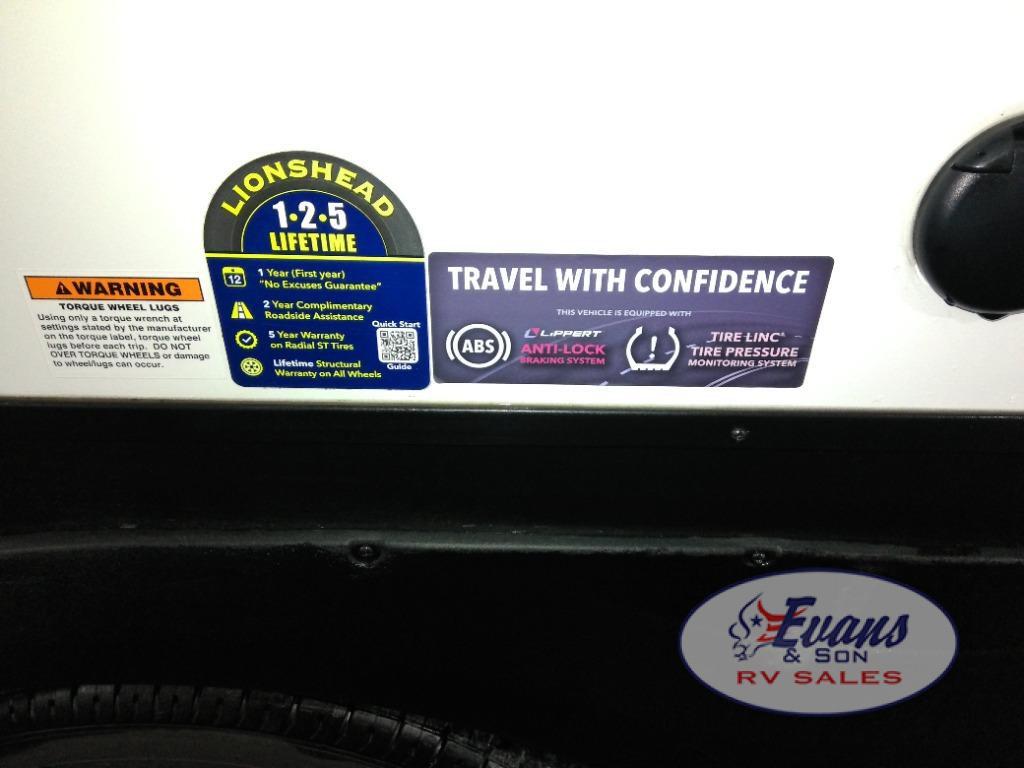 WARNING
TORQUE WHEEL LUGS
Using only a torque wrench at
settings stated by the manufacturer
on the torque label, torque wheel
lugs before each trip. DO NOT
OVER TORQUE WHEELS or damage
to wheel/lugs can occur.
LIONSHEAD
1•2•5
LIFETIME
12
1 Year (First year)
"No Excuses Guarantee"
2 Year Complimentary
Roadside Assistance
5 Year Warranty
on Radial ST Tires
Lifetime Structural
Warranty on All Wheels
Quick Start
Guide
TRAVEL WITH CONFIDENCE
THIS VEHICLE IS EQUIPPED WITH
ABS
LIPPERT
ANTI-LOCK
BRAKING SYSTEM
TIRE LINC®
TIRE PRESSURE
MONITORING SYSTEM
Evans
& SON
RV SALES